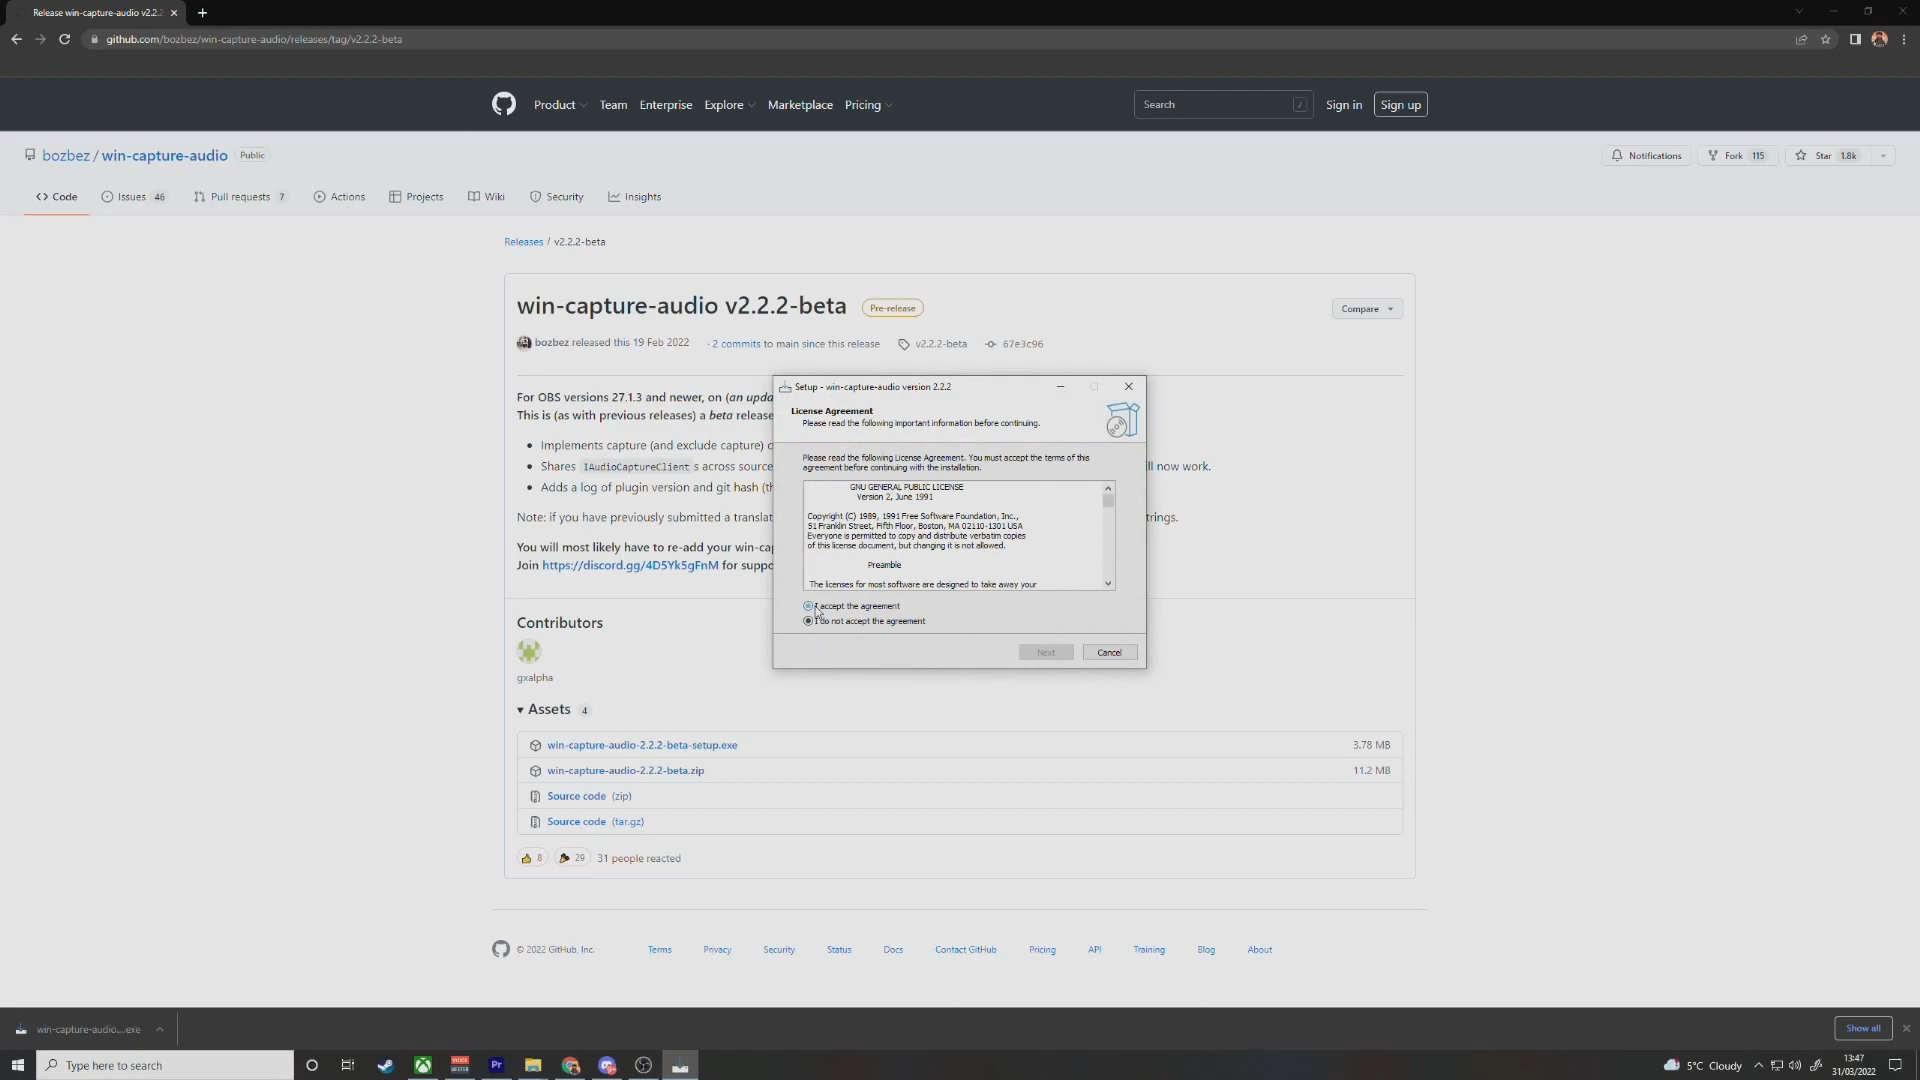 Release win-capture-audio v2.2.2
github.com/bozbez/win-capture-audio/releases/tag/v2.2.2-beta
Product Team Enterprise Explore Marketplace Pricing Search / Sign in Sign up
bozbez / win-capture-audio Public Notifications Fork 115 Star 1.8k
Code Issues 46 Pull requests 7 Actions Projects Wiki Security Insights
Releases / v2.2.2-beta
win-capture-audio v2.2.2-beta Pre-release Compare
bozbez released this 19 Feb 2022 · 2 commits to main since this release v2.2.2-beta 67e3c96
For OBS versions 27.1.3 and newer, on (an upda
This is (as with previous releases) a beta release
• Implements capture (and exclude capture) o
• Shares IAudioCaptureClient s across source ll now work.
• Adds a log of plugin version and git hash (th
Note: if you have previously submitted a translat trings.
You will most likely have to re-add your win-cap
Join https://discord.gg/4D5Yk5gFnM for suppo
Setup - win-capture-audio version 2.2.2
License Agreement
Please read the following important information before continuing.
Please read the following License Agreement. You must accept the terms of this
agreement before continuing with the installation.
GNU GENERAL PUBLIC LICENSE
Version 2, June 1991
Copyright (C) 1989, 1991 Free Software Foundation, Inc.,
51 Franklin Street, Fifth Floor, Boston, MA 02110-1301 USA
Everyone is permitted to copy and distribute verbatim copies
of this license document, but changing it is not allowed.
Preamble
The licenses for most software are designed to take away your
I accept the agreement
I do not accept the agreement
Next Cancel
Contributors
gxalpha
Assets 4
win-capture-audio-2.2.2-beta-setup.exe 3.78 MB
win-capture-audio-2.2.2-beta.zip 11.2 MB
Source code (zip)
Source code (tar.gz)
8 29 31 people reacted
© 2022 GitHub, Inc. Terms Privacy Security Status Docs Contact GitHub Pricing API Training Blog About
win-capture-audio....exe Show all
Type here to search
VOICE
MEETER
Pr
5°C Cloudy
13:47
31/03/2022